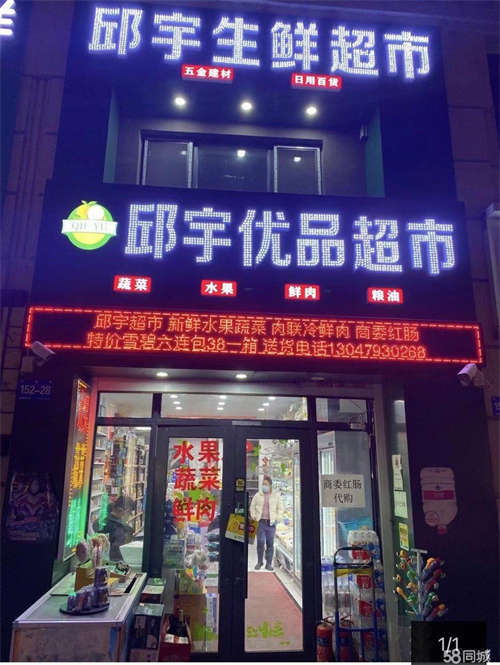 邱宇生鲜超市
五金建材 日用百货
QIU YU
邱宇优品超市
蔬菜 水果 鲜肉 粮油
邱宇超市 新鲜水果蔬菜 肉联冷鲜肉 商委红肠
特价雪碧六连包38一箱 送货电话13047930268
152-28
水果
蔬菜
鲜肉
商委红肠
代购
1/1
58同城